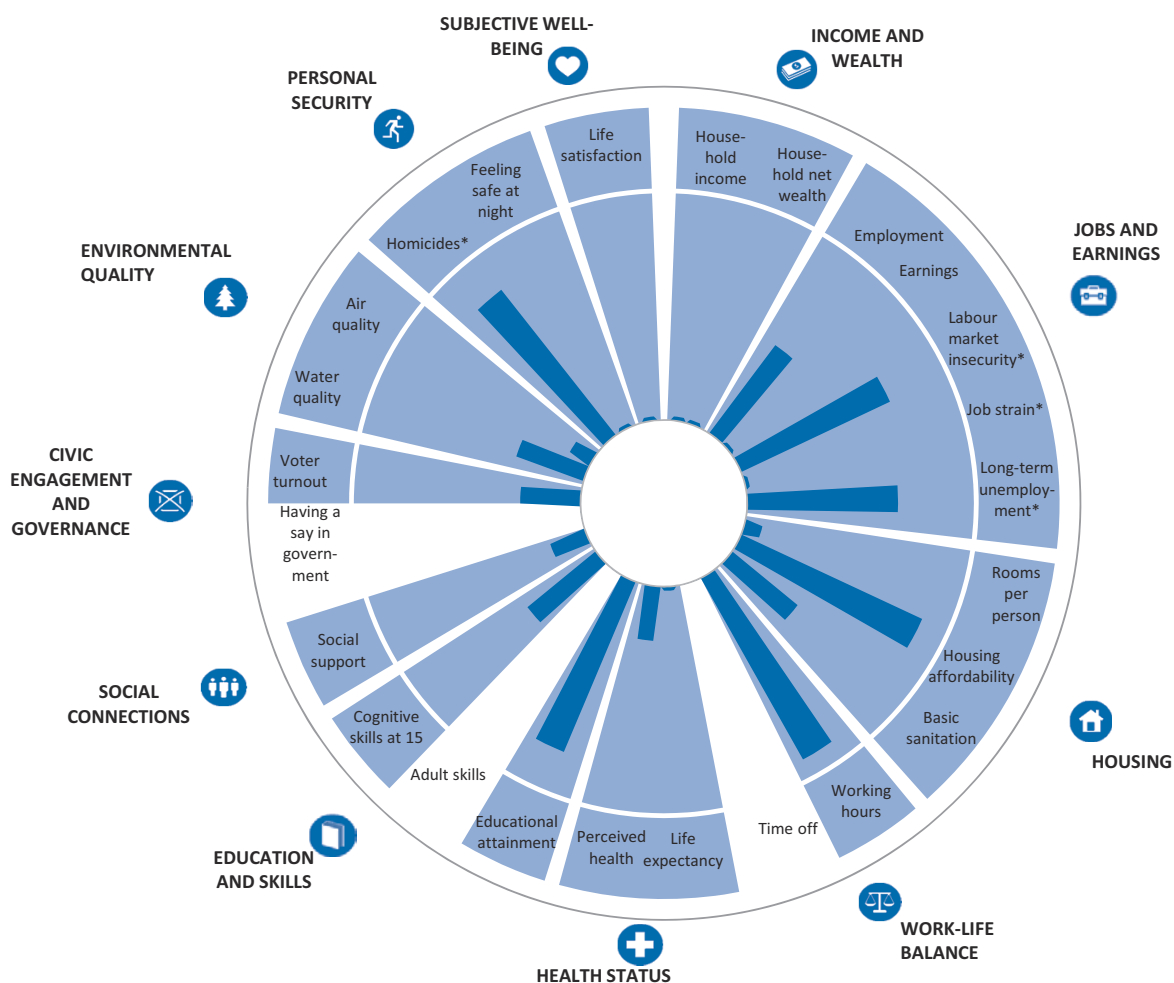 SUBJECTIVE WELL-
BEING
INCOME AND
WEALTH
PERSONAL
SECURITY
ENVIRONMENTAL
QUALITY
CIVIC
ENGAGEMENT
AND
GOVERNANCE
SOCIAL
CONNECTIONS
EDUCATION
AND SKILLS
HEALTH STATUS
WORK-LIFE
BALANCE
HOUSING
JOBS AND
EARNINGS
House-
hold
income
House-
hold net
wealth
Employment
Earnings
Labour
market
insecurity*
Job strain*
Long-term
unemploy-
ment*
Rooms
per
person
Housing
affordability
Basic
sanitation
Working
hours
Time off
Life
expectancy
Perceived
health
Educational
attainment
Adult skills
Cognitive
skills at 15
Social
support
Having a
say in
govern-
ment
Voter
turnout
Water
quality
Air
quality
Homicides*
Feeling
safe at
night
Life
satisfaction